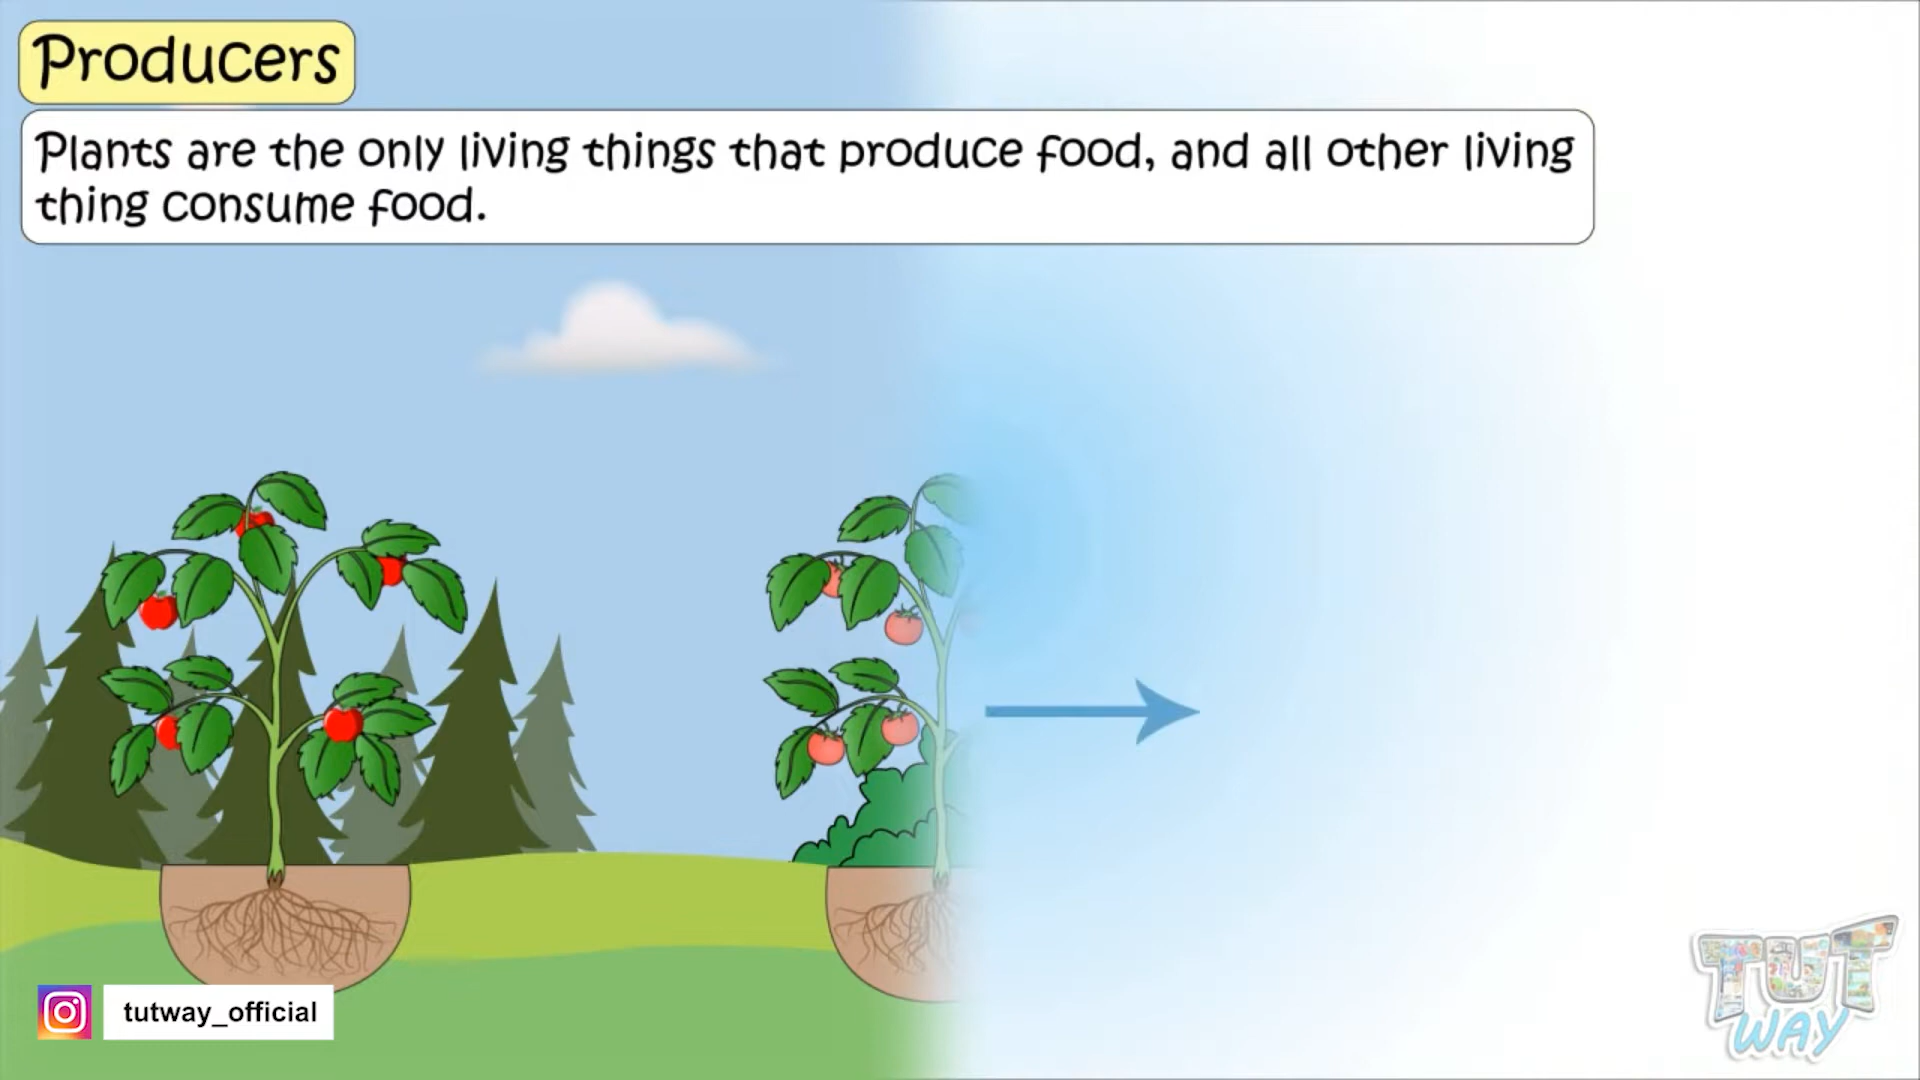 Producers
Plants are the only living things that produce food, and all other living
thing consume food.
tutway_official
TUT
WAY